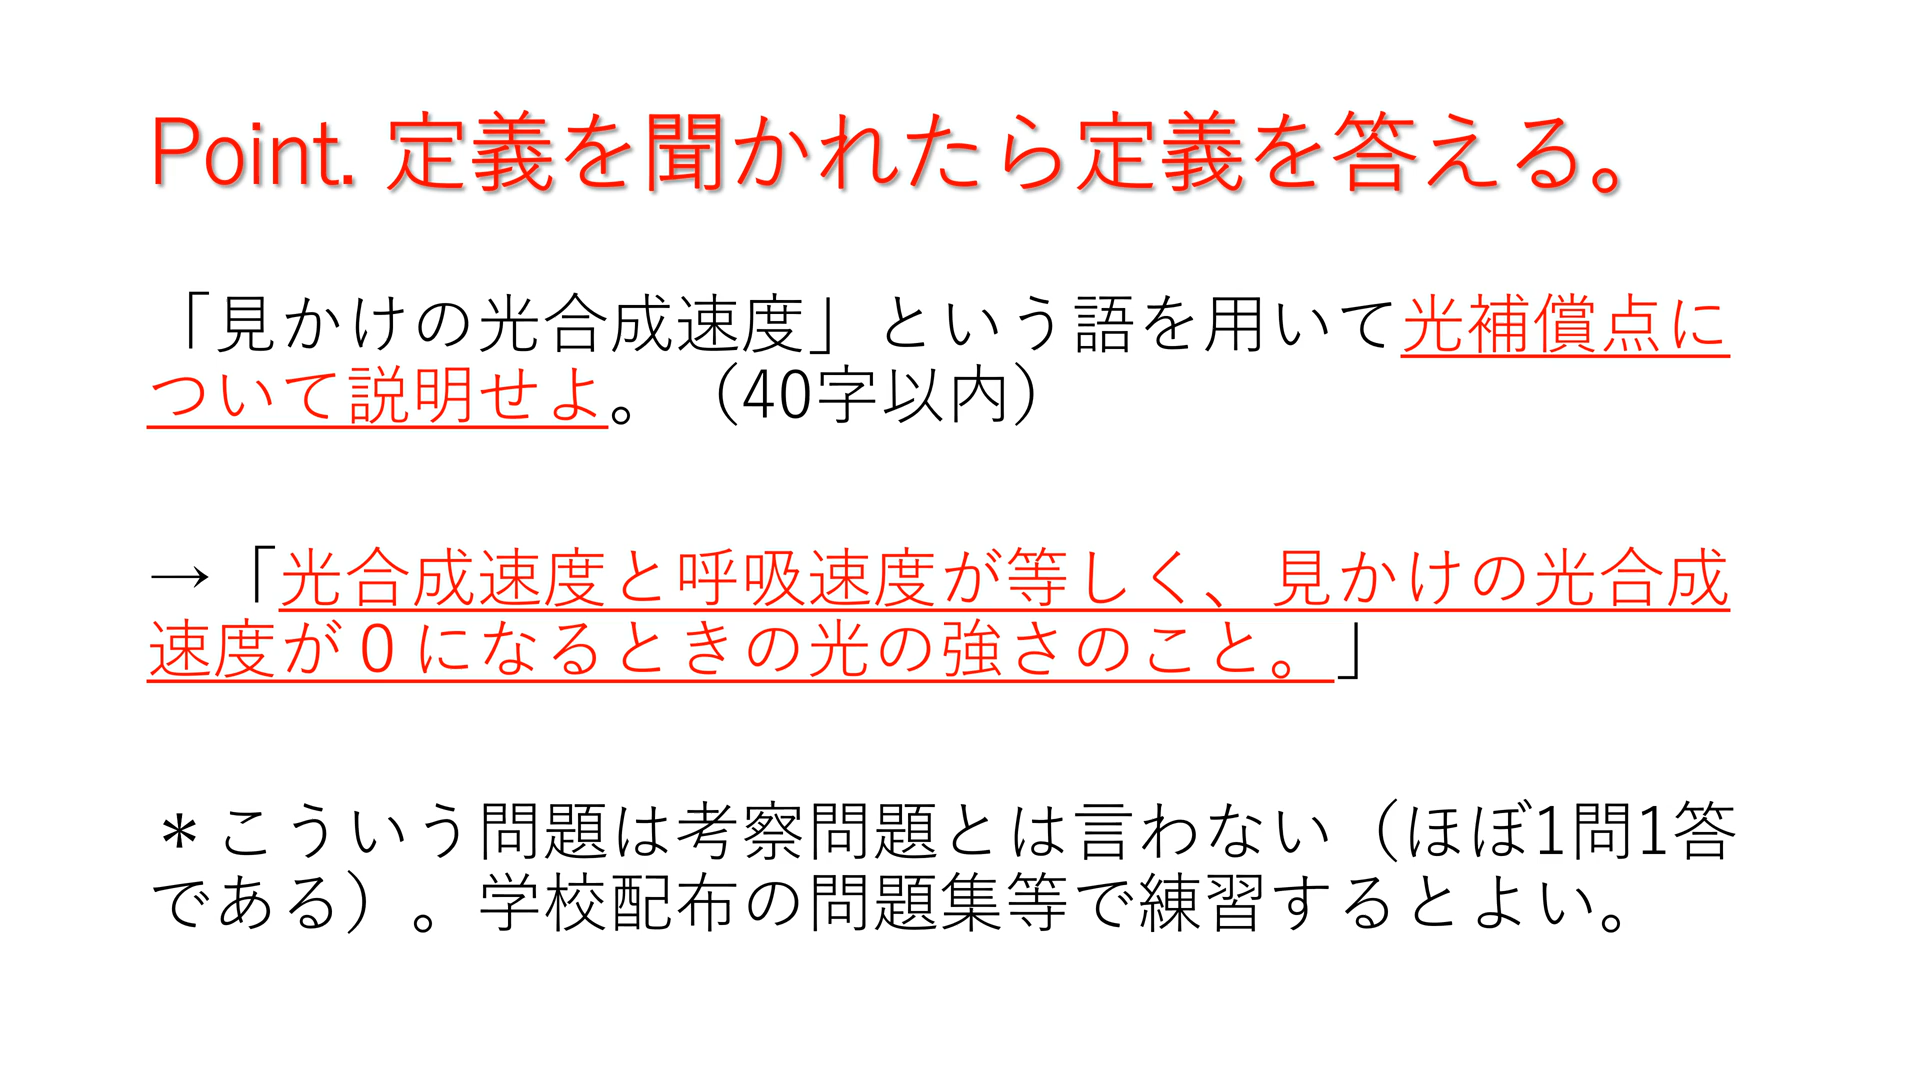 Point. 定義を聞かれたら定義を答える。
「見かけの光合成速度」という語を用いて光補償点に
ついて説明せよ。（40字以内）
→「光合成速度と呼吸速度が等しく、見かけの光合成
速度が０になるときの光の強さのこと。」
＊こういう問題は考察問題とは言わない（ほぼ1問1答
である）。学校配布の問題集等で練習するとよい。